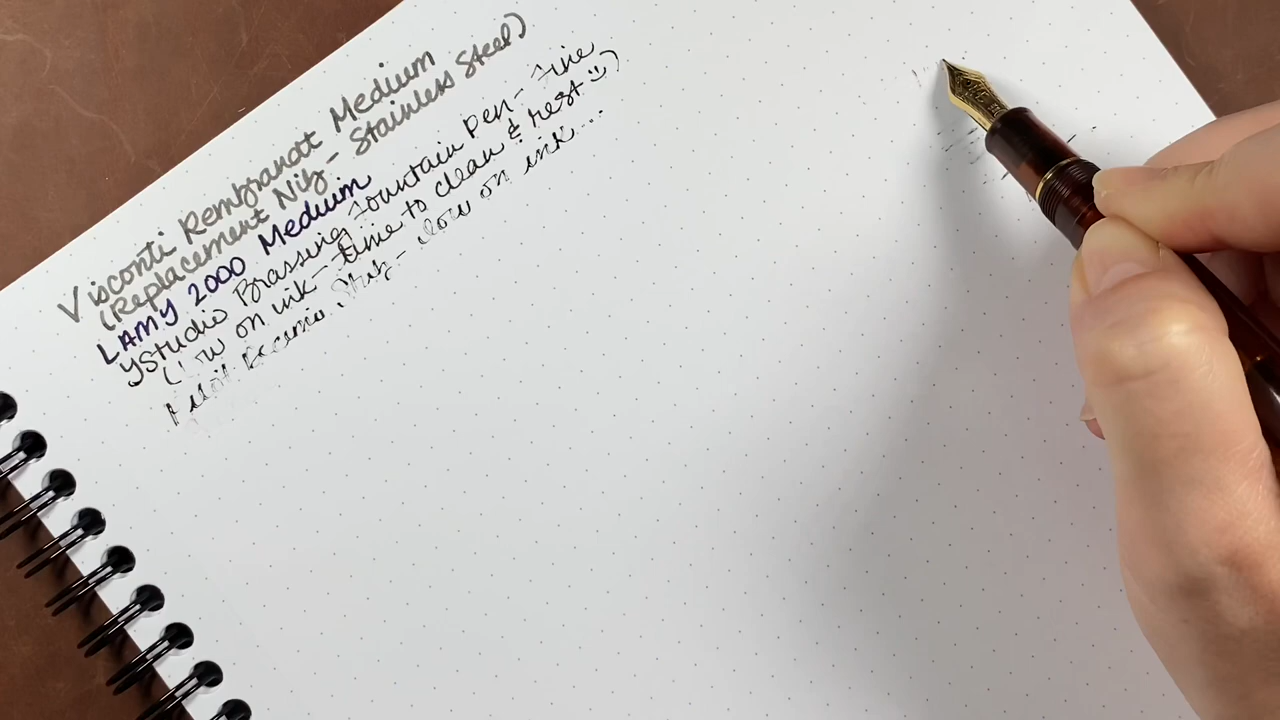 Visconti Rembrandt Medium
(Replacement Nib - Stainless Steel)
LAMY 2000 Medium
YStudio Brassing Fountain Pen - Fine
(low on ink - time to clean & rest ☺)
Pilot Decimo - low on ink...